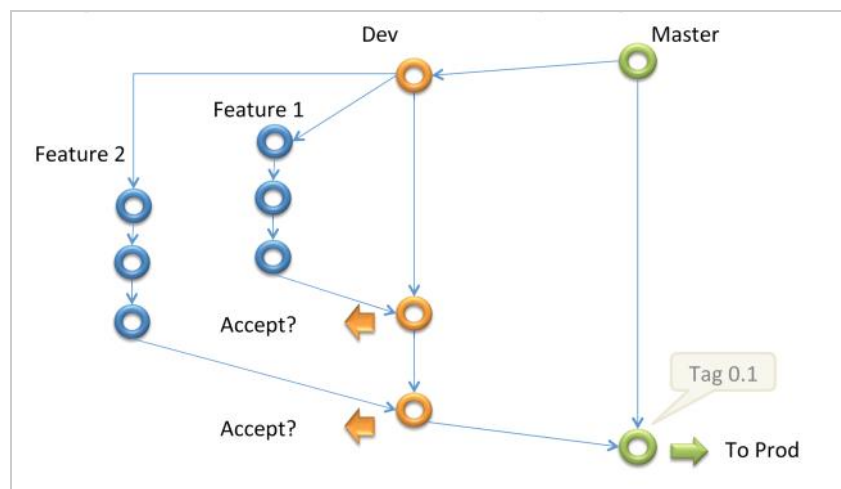 Dev
Master
Feature 1
Feature 2
Accept?
Tag 0.1
Accept?
To Prod